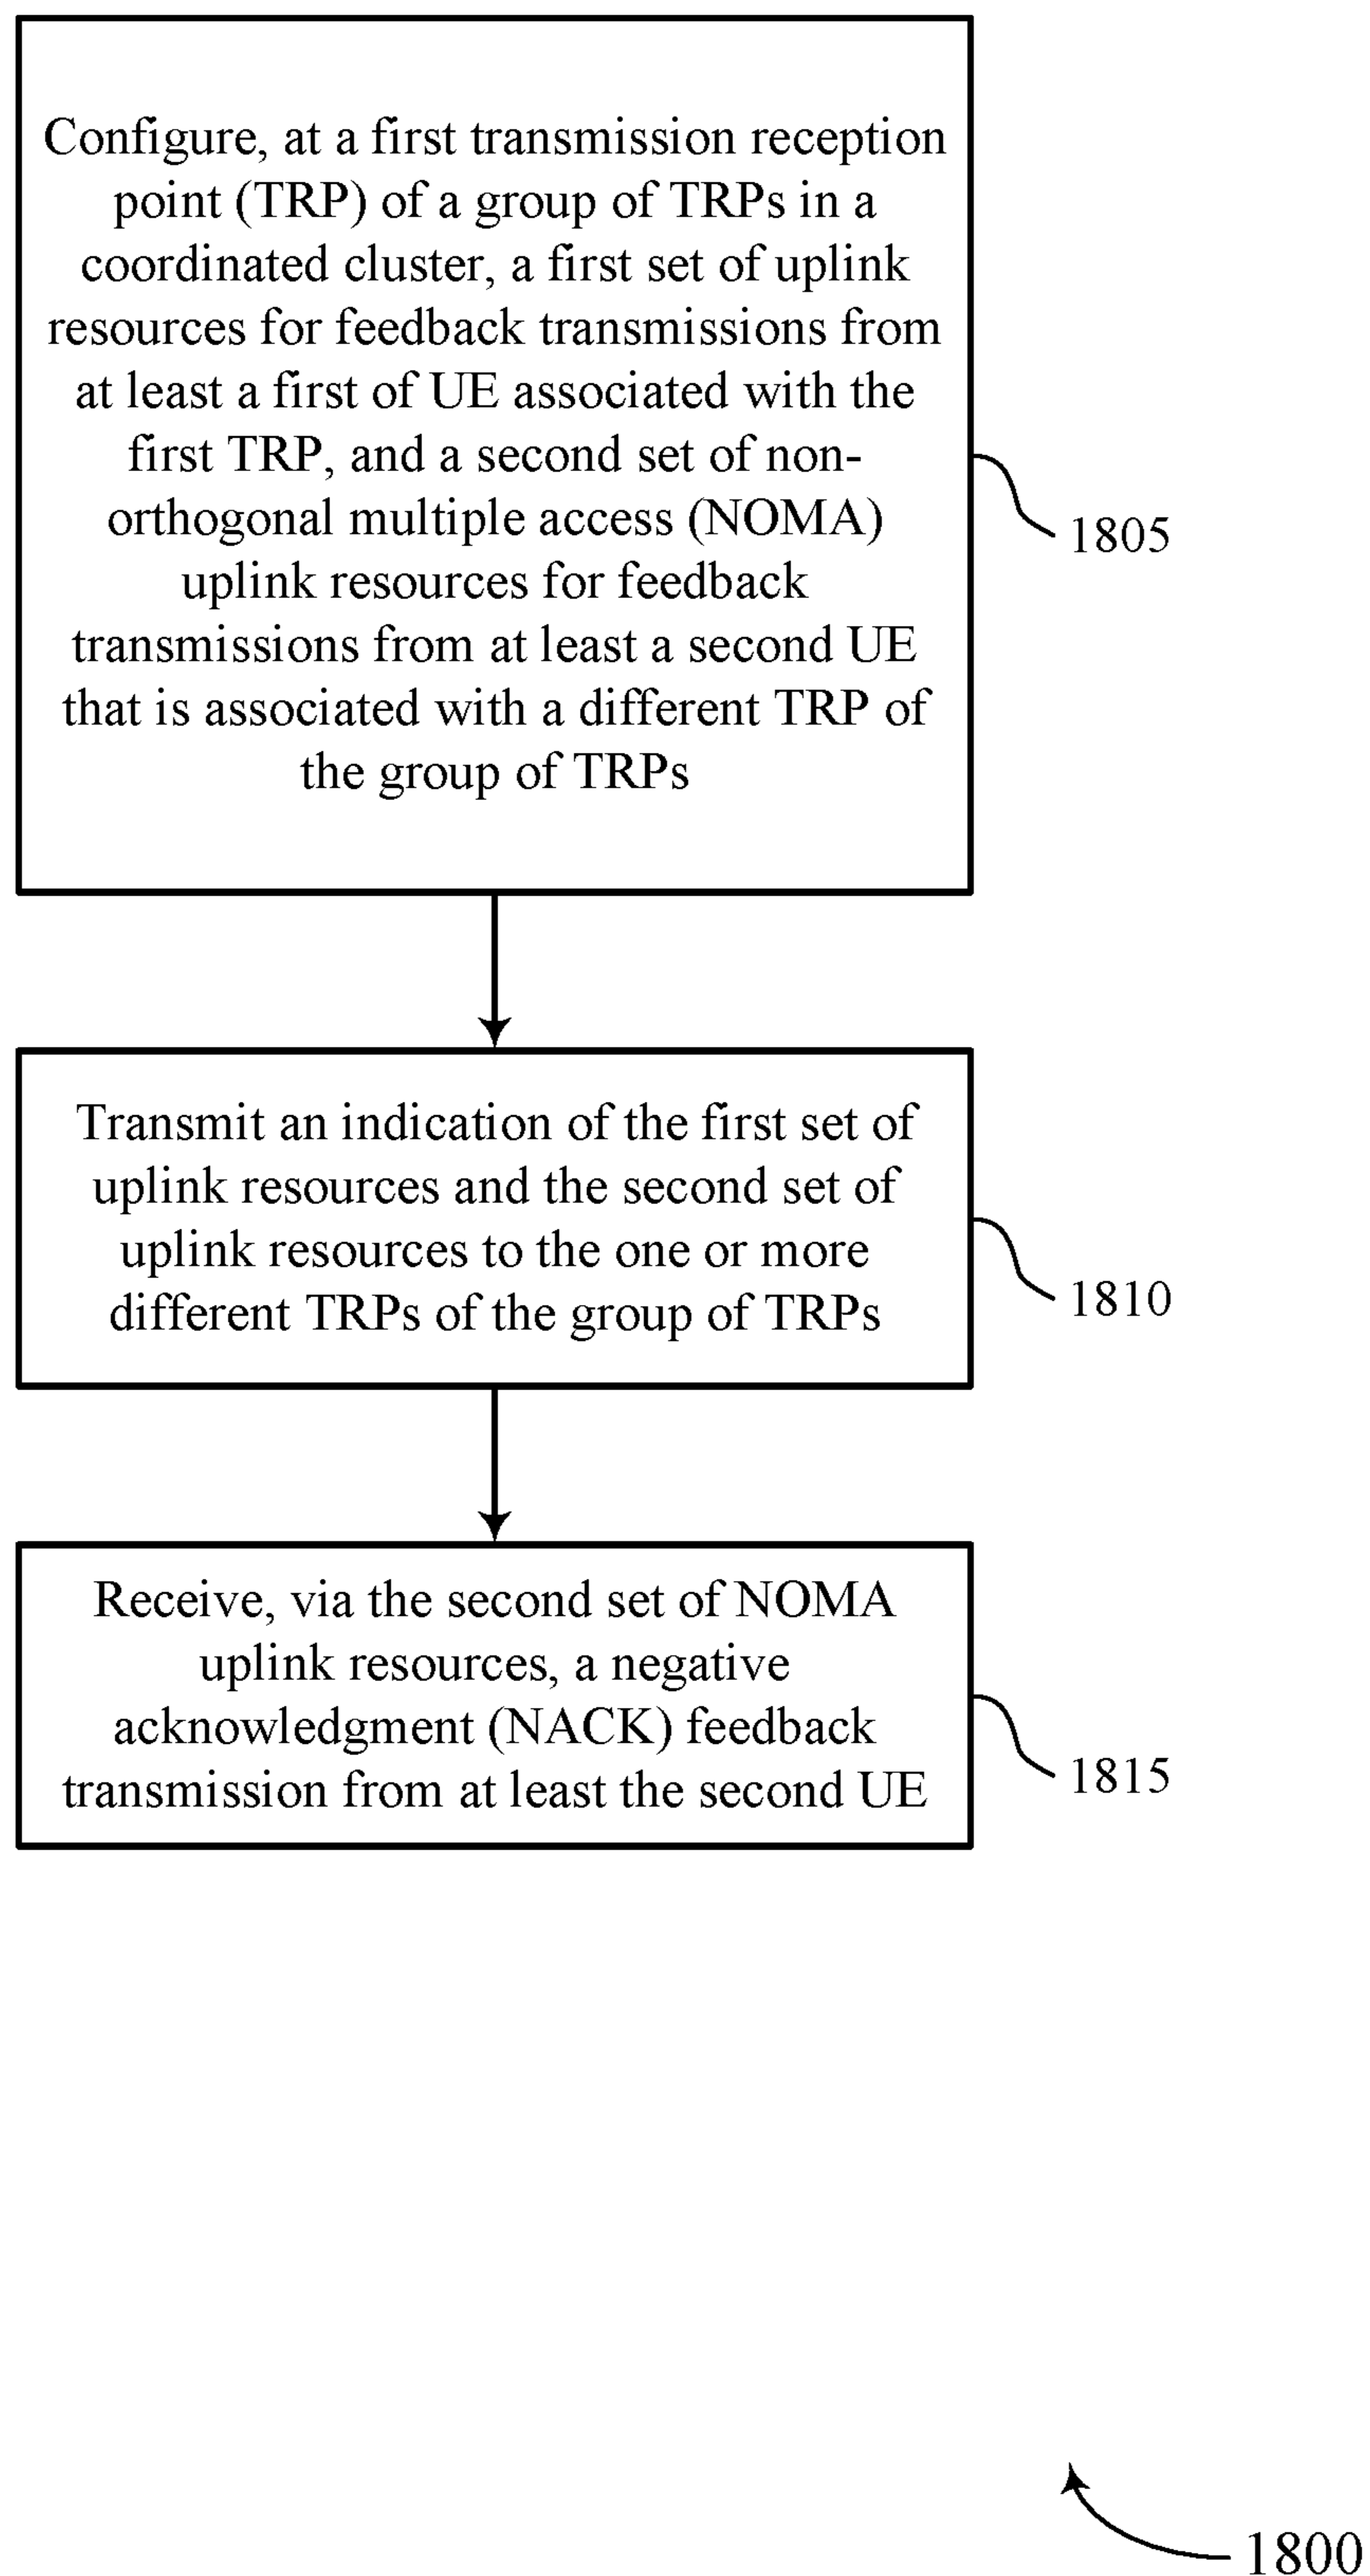 Configure, at a first transmission reception
point (TRP) of a group of TRPs in a
coordinated cluster, a first set of uplink
resources for feedback transmissions from
at least a first of UE associated with the
first TRP, and a second set of non-
orthogonal multiple access (NOMA)
uplink resources for feedback
transmissions from at least a second UE
that is associated with a different TRP of
the group of TRPs
1805
Transmit an indication of the first set of
uplink resources and the second set of
uplink resources to the one or more
different TRPs of the group of TRPs
1810
Receive, via the second set of NOMA
uplink resources, a negative
acknowledgment (NACK) feedback
transmission from at least the second UE
1815
1800